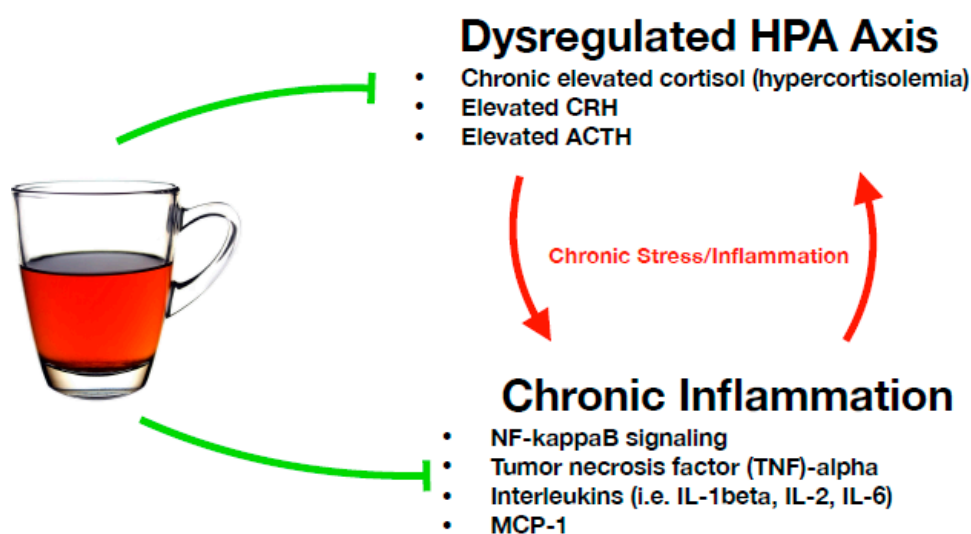 Dysregulated HPA Axis
• Chronic elevated cortisol (hypercortisolemia)
• Elevated CRH
• Elevated ACTH
Chronic Stress/Inflammation
Chronic Inflammation
• NF-kappaB signaling
• Tumor necrosis factor (TNF)-alpha
• Interleukins (i.e. IL-1beta, IL-2, IL-6)
• MCP-1